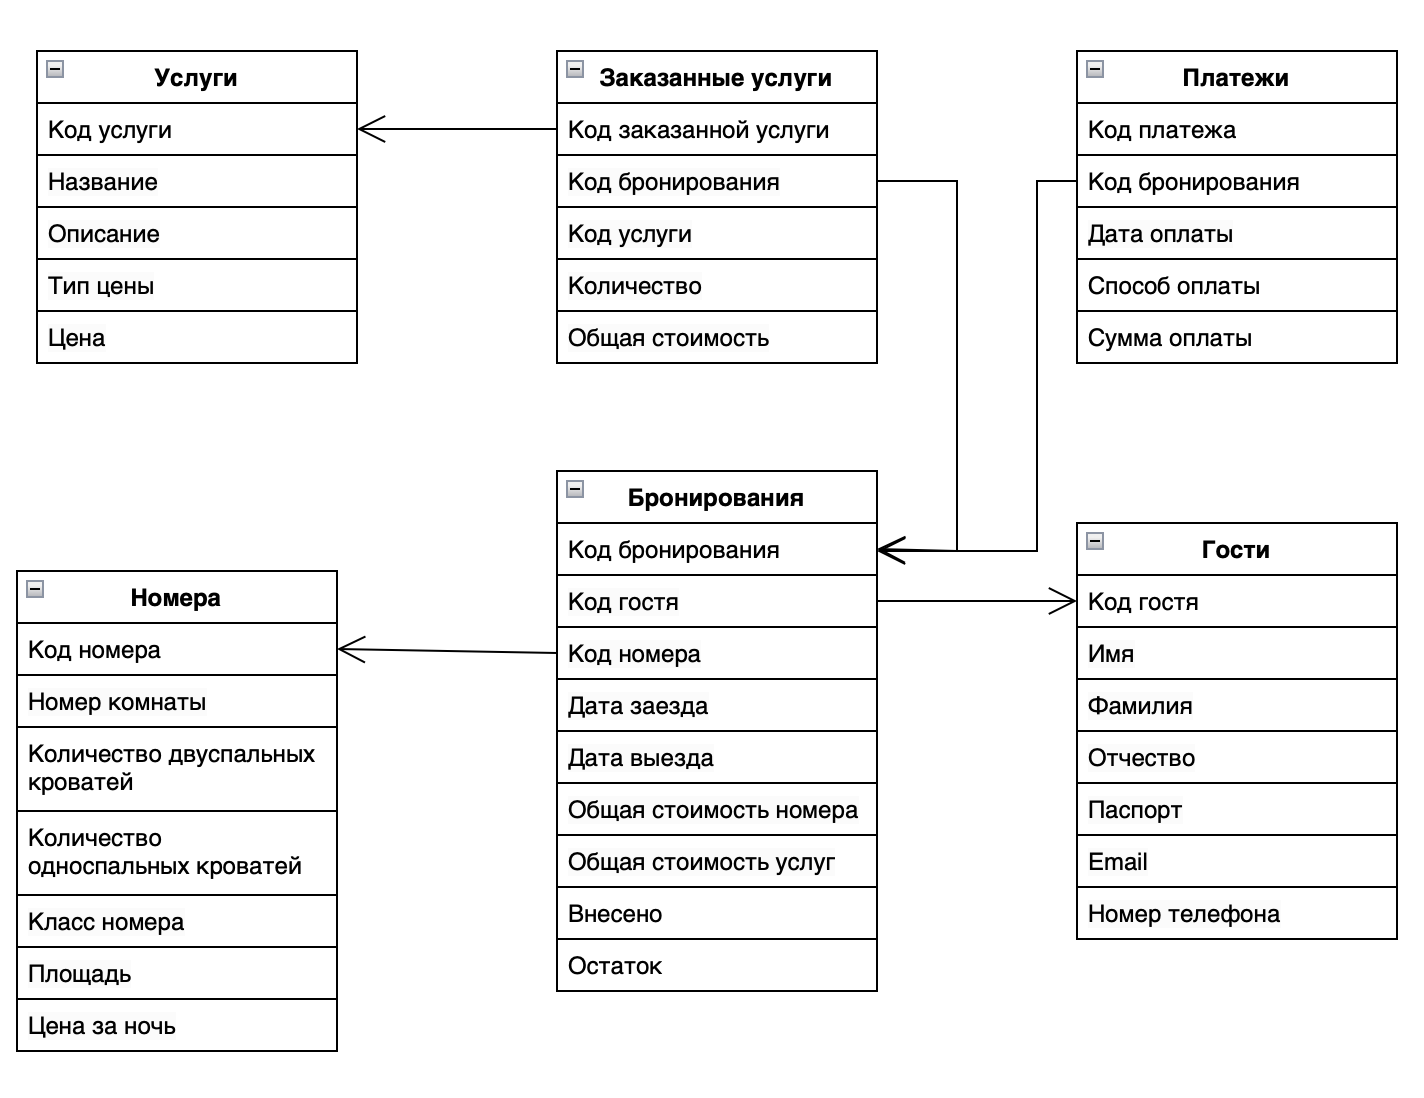 Услуги
Код услуги
Название
Описание
Тип цены
Цена
Заказанные услуги
Код заказанной услуги
Код бронирования
Код услуги
Количество
Общая стоимость
Платежи
Код платежа
Код бронирования
Дата оплаты
Способ оплаты
Сумма оплаты
Номера
Код номера
Номер комнаты
Количество двуспальных
кроватей
Количество
односпальных кроватей
Класс номера
Площадь
Цена за ночь
Бронирования
Код бронирования
Код гостя
Код номера
Дата заезда
Дата выезда
Общая стоимость номера
Общая стоимость услуг
Внесено
Остаток
Гости
Код гостя
Имя
Фамилия
Отчество
Паспорт
Email
Номер телефона